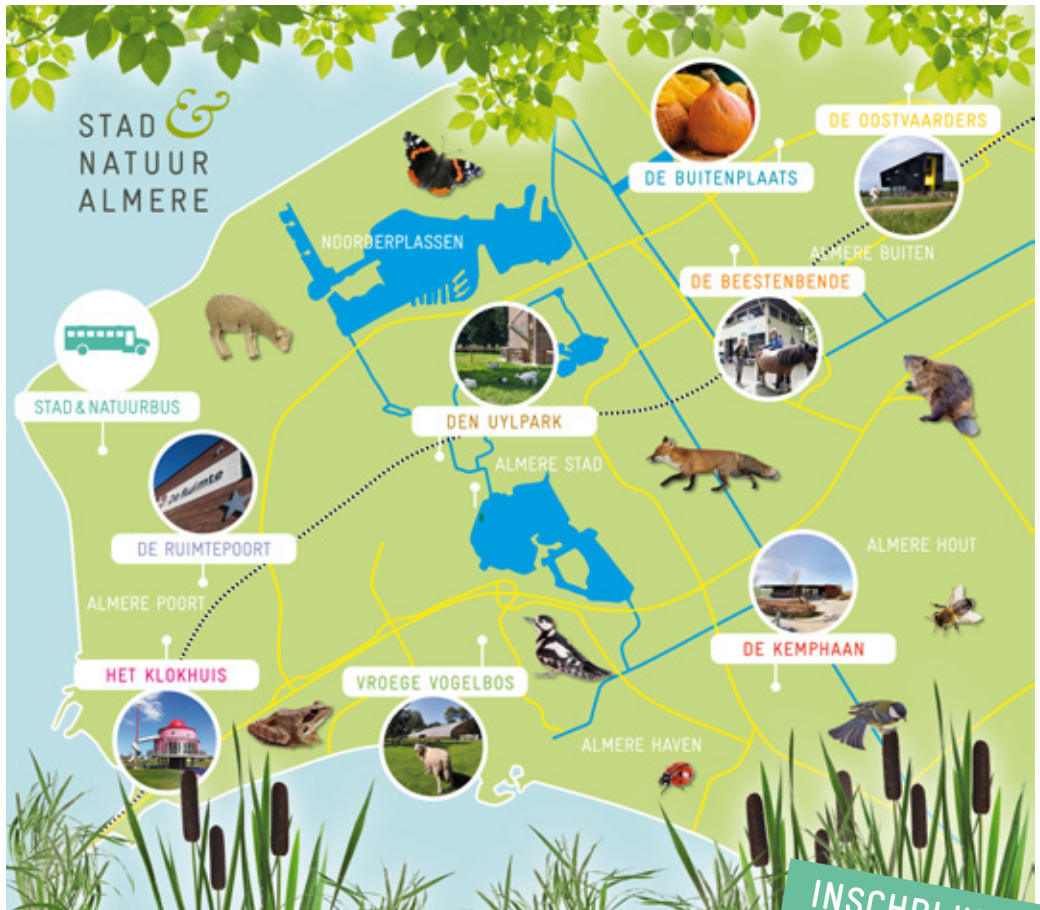 STAD &
NATUUR
ALMERE
DE OOSTVAARDERS
DE BUITENPLAATS
NOORDERPLASSEN
ALMERE BUITEN
DE BEESTENBENDE
STAD & NATUURBUS
DEN UYLPARK
ALMERE STAD
De Ruimte
DE RUIMTEPOORT
ALMERE HOUT
ALMERE POORT
DE KEMPHAAN
HET KLOKHUIS
VROEGE VOGELBOS
ALMERE HAVEN